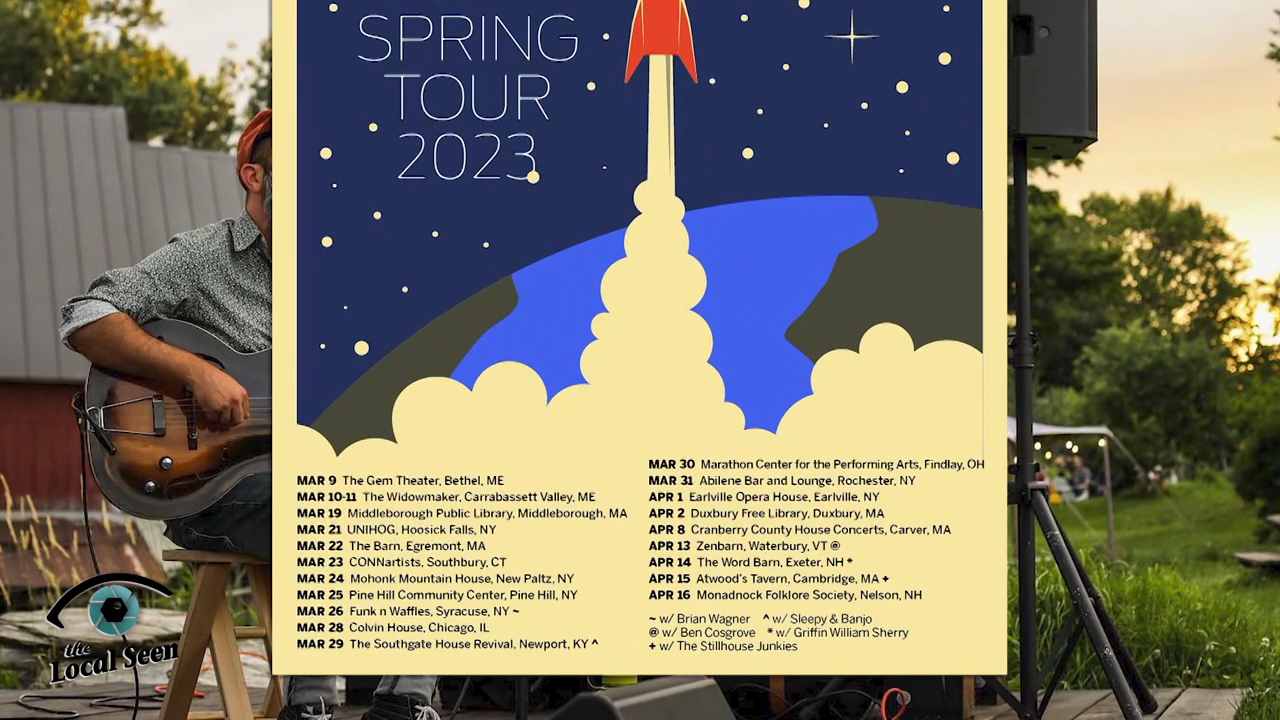 SPRING
TOUR
2023
MAR 9 The Gem Theater, Bethel, ME
MAR 10-11 The Widowmaker, Carrabassett Valley, ME
MAR 19 Middleborough Public Library, Middleborough, MA
MAR 21 UNIHOG, Hoosick Falls, NY
MAR 22 The Barn, Egremont, MA
MAR 23 CONNartists, Southbury, CT
MAR 24 Mohonk Mountain House, New Paltz, NY
MAR 25 Pine Hill Community Center, Pine Hill, NY
MAR 26 Funk n Waffles, Syracuse, NY ~
MAR 28 Colvin House, Chicago, IL
MAR 29 The Southgate House Revival, Newport, KY ^
MAR 30 Marathon Center for the Performing Arts, Findlay, OH
MAR 31 Abilene Bar and Lounge, Rochester, NY
APR 1 Earlville Opera House, Earlville, NY
APR 2 Duxbury Free Library, Duxbury, MA
APR 8 Cranberry County House Concerts, Carver, MA
APR 13 Zenbarn, Waterbury, VT @
APR 14 The Word Barn, Exeter, NH *
APR 15 Atwood's Tavern, Cambridge, MA +
APR 16 Monadnock Folklore Society, Nelson, NH
~ w/ Brian Wagner ^ w/ Sleepy & Banjo
@ w/ Ben Cosgrove * w/ Griffin William Sherry
+ w/ The Stillhouse Junkies
the
Local Seen